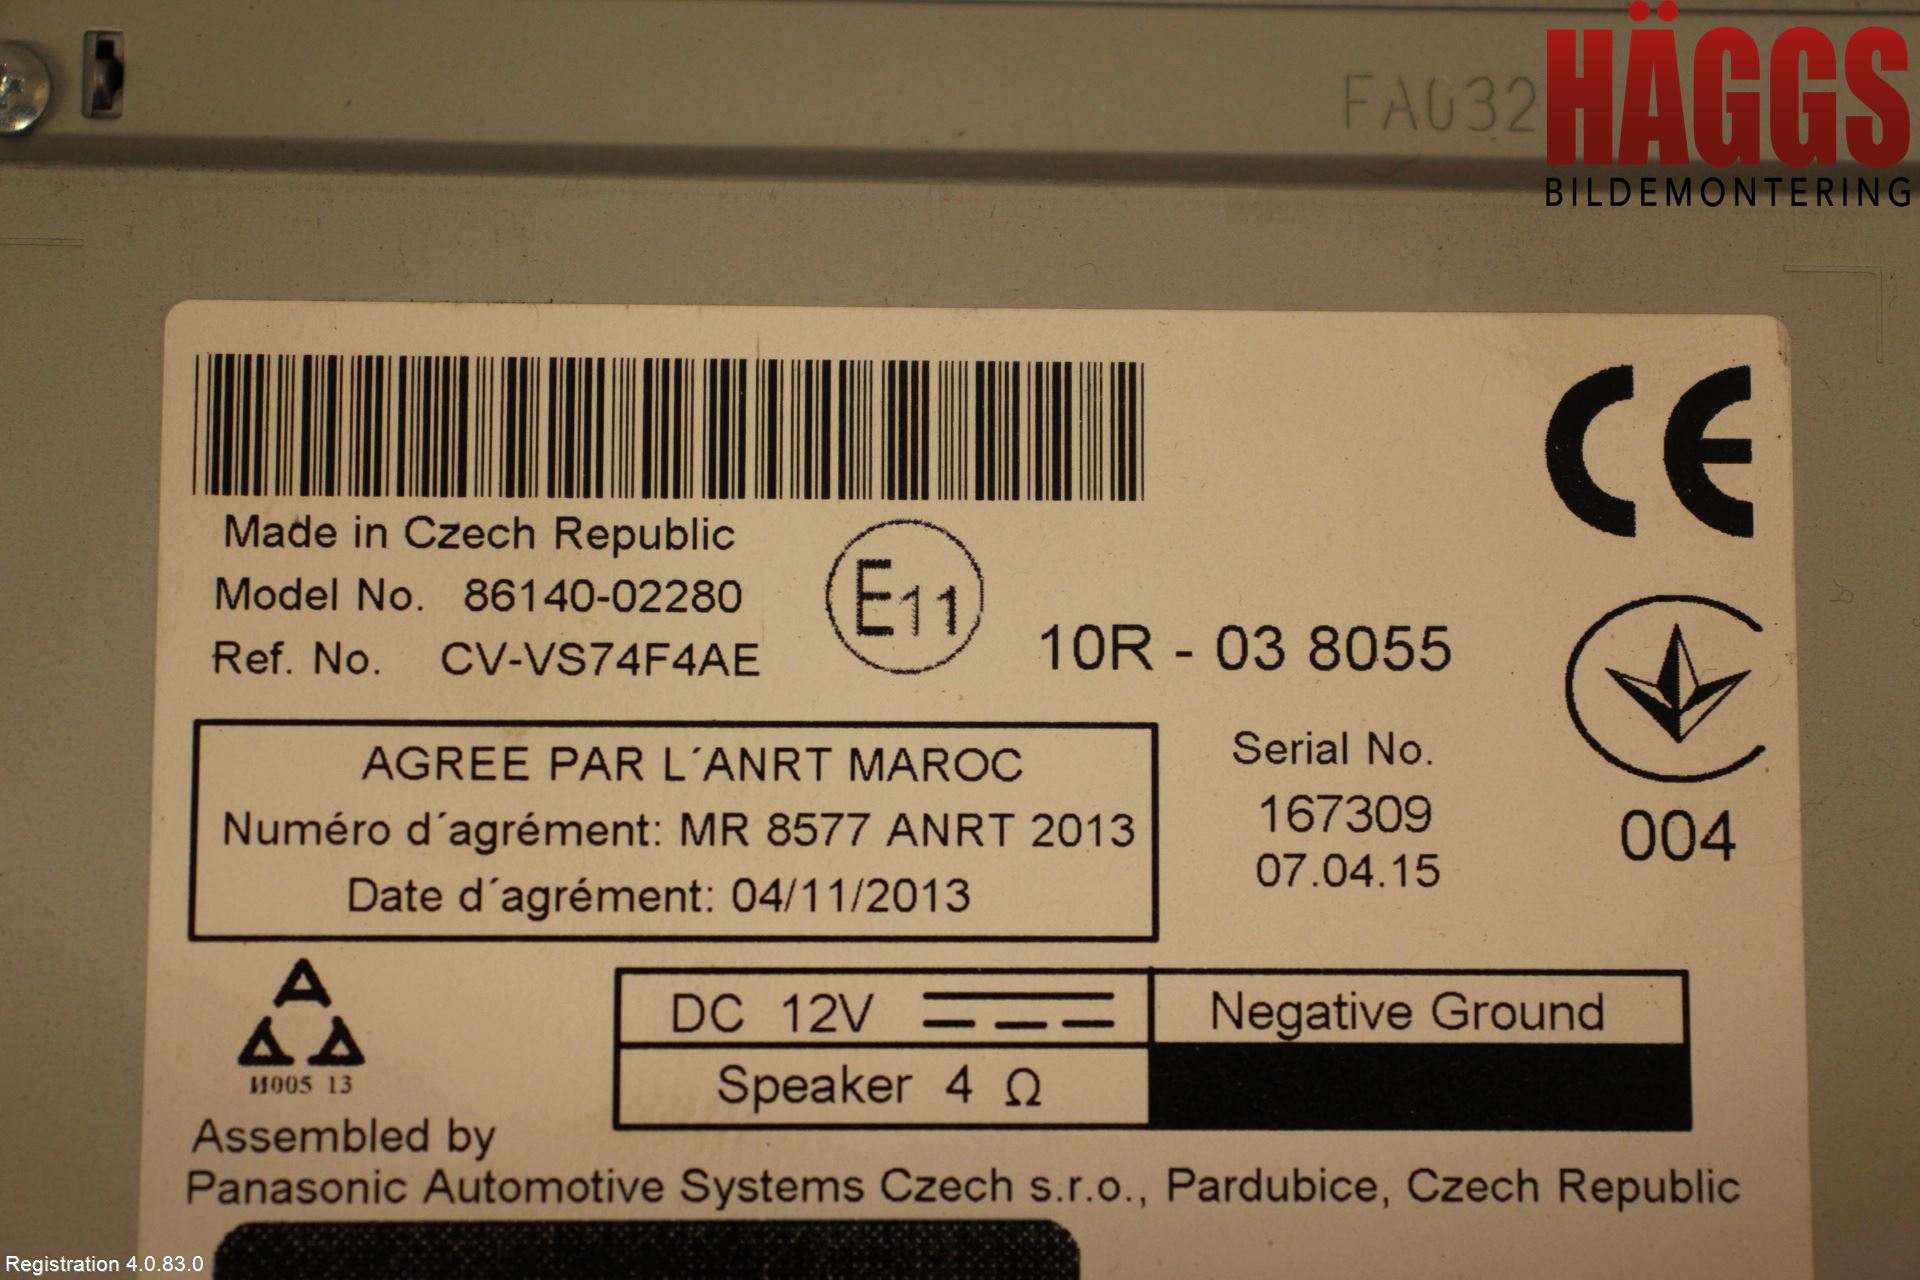 FA032
HÄGGS
BILDEMONTERING
CE
Made in Czech Republic
Model No. 86140-02280
Ref. No. CV-VS74F4AE
E11
10R - 03 8055
AGREE PAR L´ANRT MAROC
Numéro d´agrément: MR 8577 ANRT 2013
Date d´agrément: 04/11/2013
Serial No.
167309
07.04.15
004
И005 13
DC 12V
Negative Ground
Speaker 4 Ω
Assembled by
Panasonic Automotive Systems Czech s.r.o., Pardubice, Czech Republic
Registration 4.0.83.0